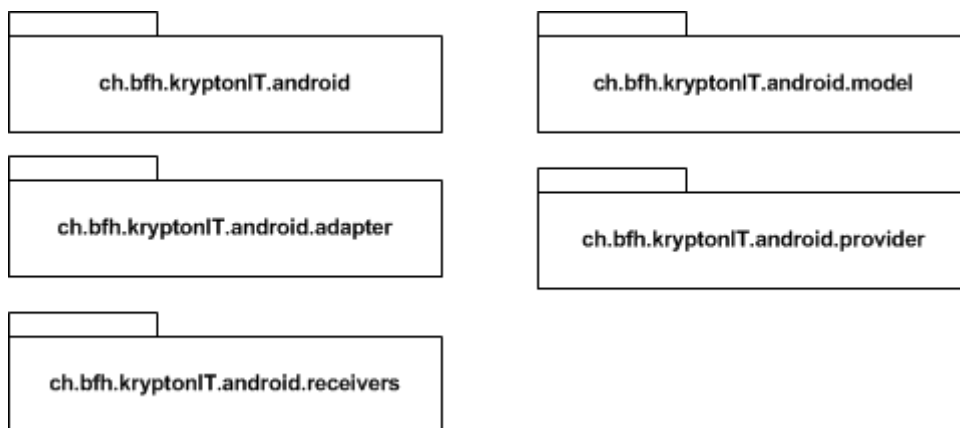 ch.bfh.kryptonIT.android
ch.bfh.kryptonIT.android.model
ch.bfh.kryptonIT.android.adapter
ch.bfh.kryptonIT.android.provider
ch.bfh.kryptonIT.android.receivers